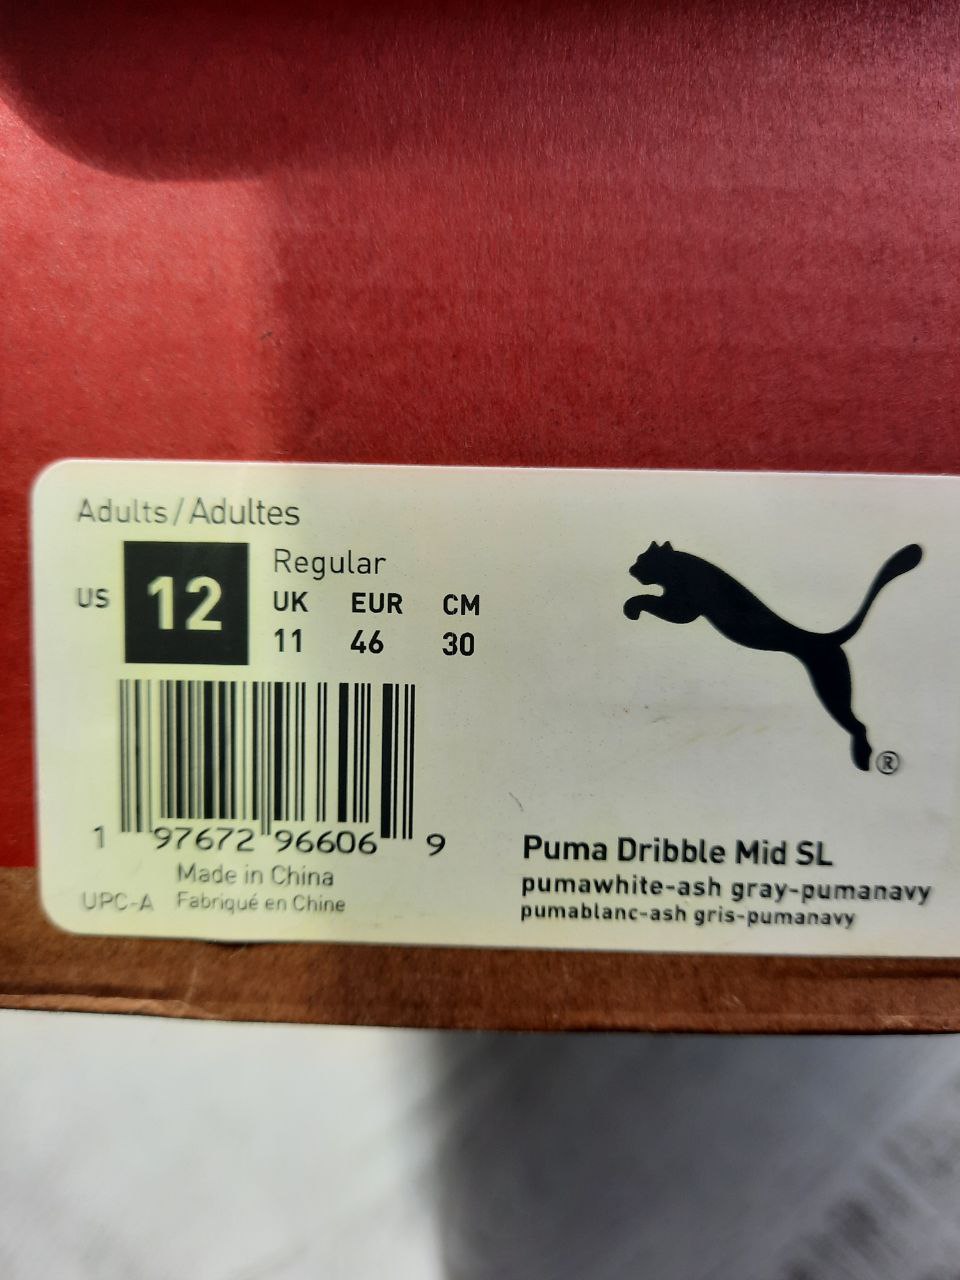 Adults/Adultes
US 12 Regular
UK EUR CM
11 46 30
1 97672 96606 9
Made in China
UPC-A Fabriqué en Chine
®
Puma Dribble Mid SL
pumawhite-ash gray-pumanavy
pumablanc-ash gris-pumanavy